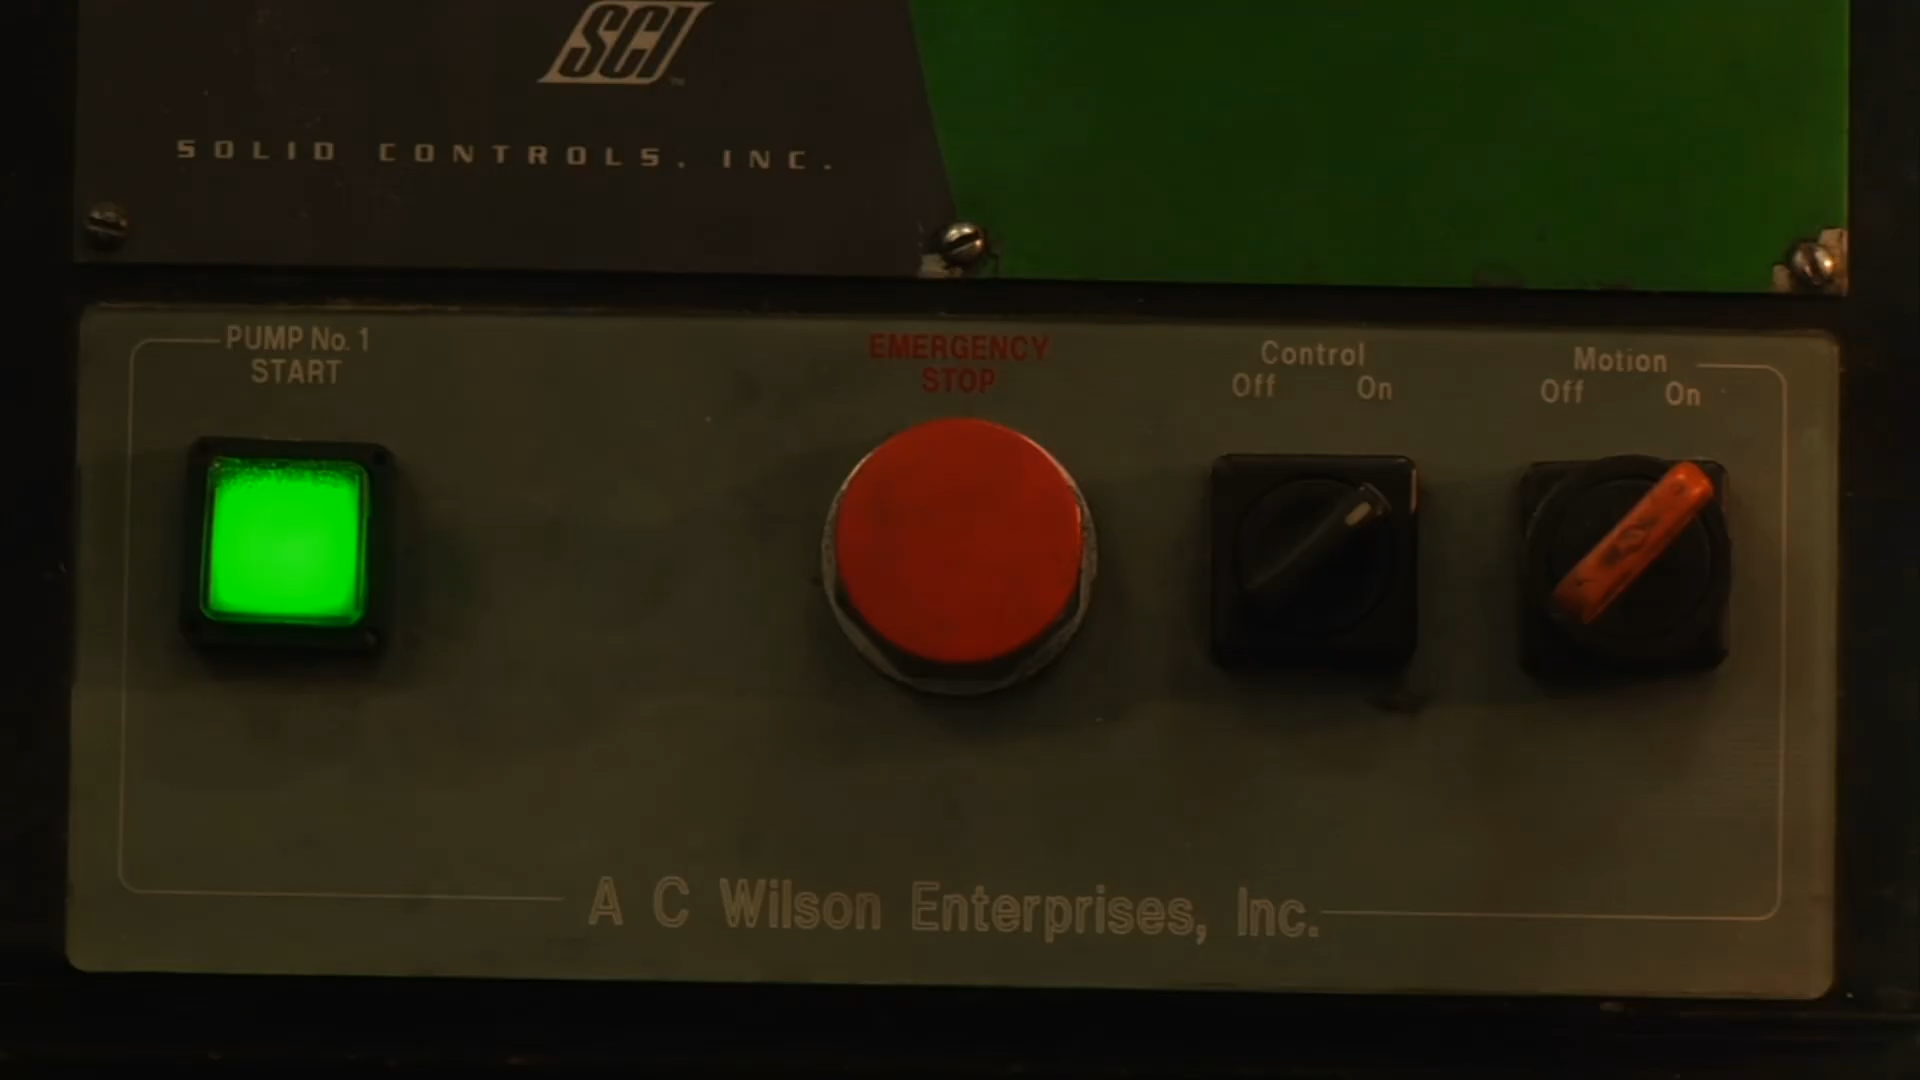 SCI
SOLID CONTROLS, INC.
PUMP No. 1
START
EMERGENCY
STOP
Control
Off On
Motion
Off On
A C Wilson Enterprises, Inc.